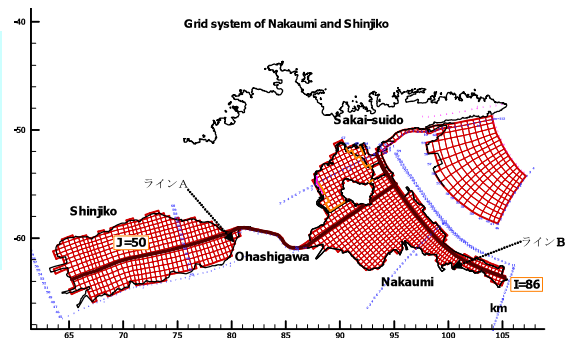 Grid system of Nakaumi and Shinjiko
-40
-50
-60
Sakai-suido
ラインA
Shinjiko
J=50
Ohashigawa
ラインB
Nakaumi
I=86
km
65 70 75 80 85 90 95 100 105